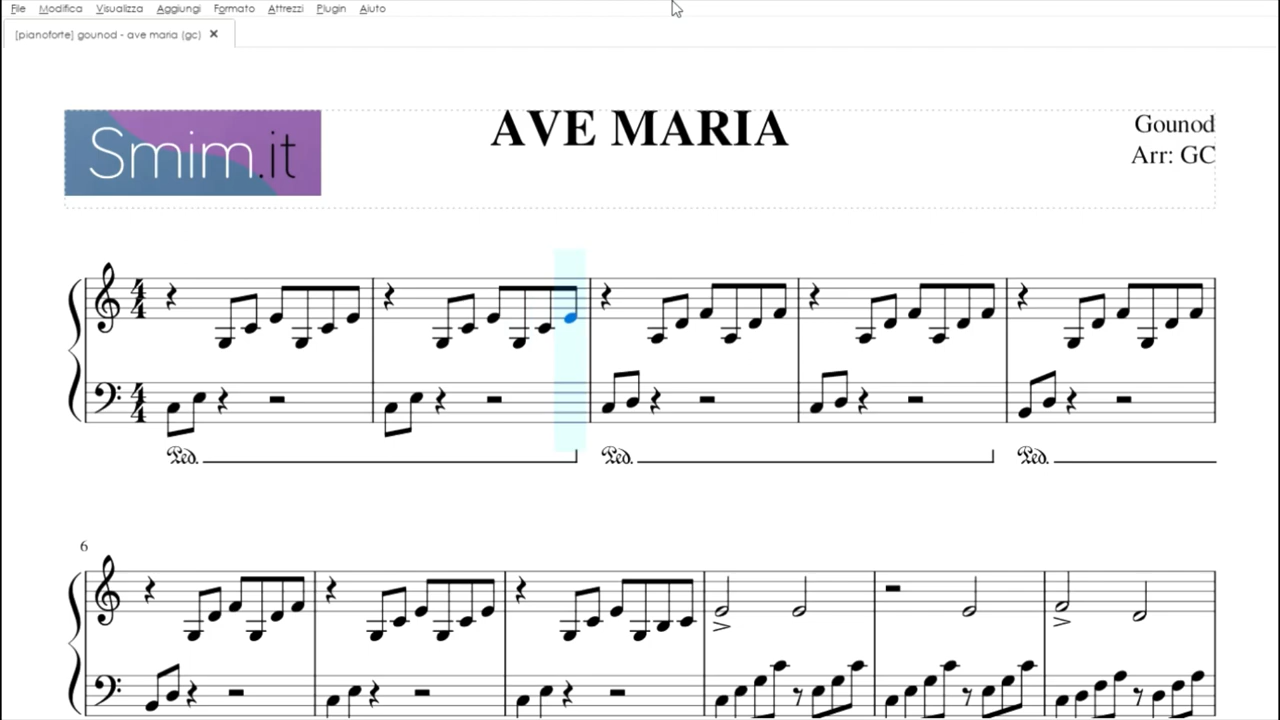 File Modifica Visualizza Aggiungi Formato Attrezzi Plugin Aiuto
[pianoforte] gounod - ave maria (gc)
Smim.it
AVE MARIA
Gounod
Arr: GC
4 4
4 4
Ped. Ped. Ped.
6